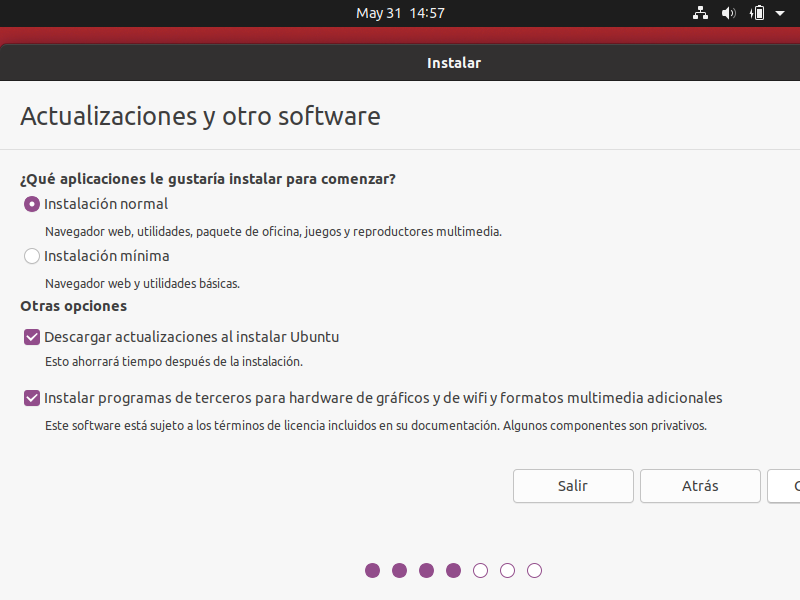 May 31 14:57
Instalar
Actualizaciones y otro software
¿Qué aplicaciones le gustaría instalar para comenzar?
Instalación normal
Navegador web, utilidades, paquete de oficina, juegos y reproductores multimedia.
Instalación mínima
Navegador web y utilidades básicas.
Otras opciones
Descargar actualizaciones al instalar Ubuntu
Esto ahorrará tiempo después de la instalación.
Instalar programas de terceros para hardware de gráficos y de wifi y formatos multimedia adicionales
Este software está sujeto a los términos de licencia incluidos en su documentación. Algunos componentes son privativos.
Salir Atrás